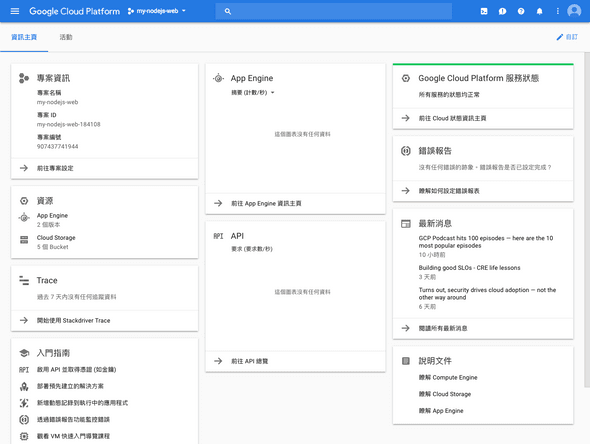 Google Cloud Platform
my-nodejs-web
資訊主頁
活動
自訂
專案資訊
專案名稱
my-nodejs-web
專案 ID
my-nodejs-web-184108
專案編號
907437741944
前往專案設定
資源
App Engine
2 個版本
Cloud Storage
5 個 Bucket
Trace
過去 7 天內沒有任何追蹤資料
開始使用 Stackdriver Trace
入門指南
API
啟用 API 並取得憑證 (如金鑰)
部署預先建立的解決方案
新增動態記錄到執行中的應用程式
透過錯誤報告功能監控錯誤
觀看 VM 快速入門導覽課程
App Engine
摘要 (計數/秒)
這個圖表沒有任何資料
前往 App Engine 資訊主頁
API
API
要求 (要求數/秒)
這個圖表沒有任何資料
前往 API 總覽
Google Cloud Platform 服務狀態
所有服務的狀態均正常
前往 Cloud 狀態資訊主頁
錯誤報告
沒有任何錯誤的跡象。錯誤報告是否已設定完成？
瞭解如何設定錯誤報表
最新消息
GCP Podcast hits 100 episodes — here are the 10
most popular episodes
10 小時前
Building good SLOs - CRE life lessons
3 天前
Turns out, security drives cloud adoption — not the
other way around
6 天前
閱讀所有最新消息
說明文件
瞭解 Compute Engine
瞭解 Cloud Storage
瞭解 App Engine